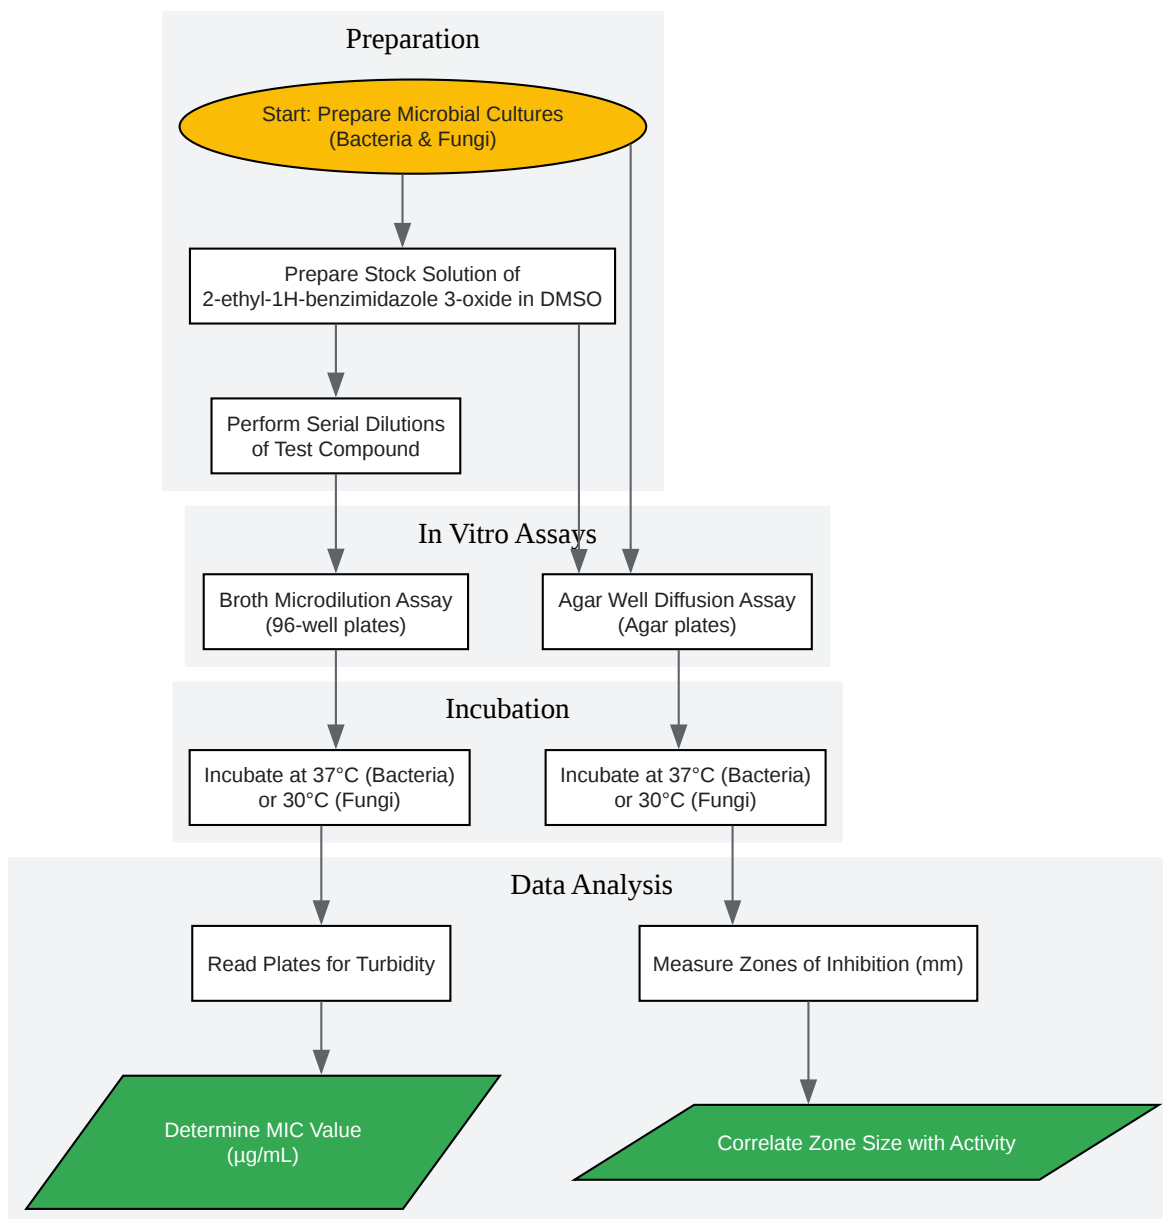 Preparation
Start: Prepare Microbial Cultures
(Bacteria & Fungi)
Prepare Stock Solution of
2-ethyl-1H-benzimidazole 3-oxide in DMSO
Perform Serial Dilutions
of Test Compound
In Vitro Assays
Broth Microdilution Assay
(96-well plates)
Agar Well Diffusion Assay
(Agar plates)
Incubation
Incubate at 37°C (Bacteria)
or 30°C (Fungi)
Incubate at 37°C (Bacteria)
or 30°C (Fungi)
Data Analysis
Read Plates for Turbidity
Measure Zones of Inhibition (mm)
Determine MIC Value
(µg/mL)
Correlate Zone Size with Activity